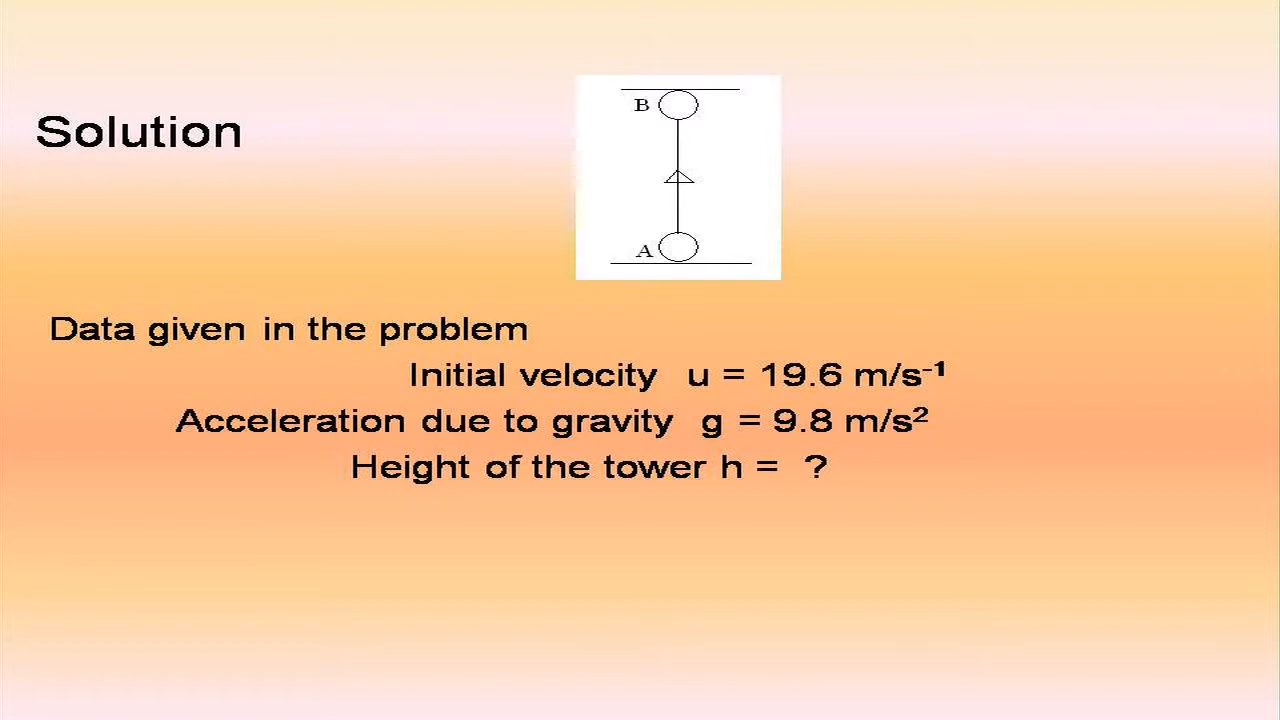 B
Solution
A
Data given in the problem
Initial velocity u = 19.6 m/s⁻¹
Acceleration due to gravity g = 9.8 m/s²
Height of the tower h = ?